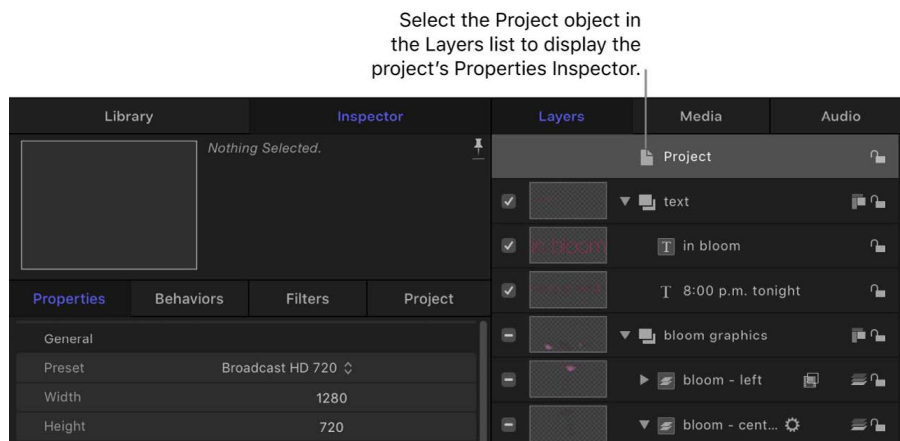 Select the Project object in
the Layers list to display the
project's Properties Inspector.
Library
Inspector
Nothing Selected.
Properties
Behaviors
Filters
Project
General
Preset
Broadcast HD 720
Width
1280
Height
720
Layers
Media
Audio
Project
text
in bloom
T in bloom
T 8:00 p.m. tonight
bloom graphics
bloom - left
bloom - cent...